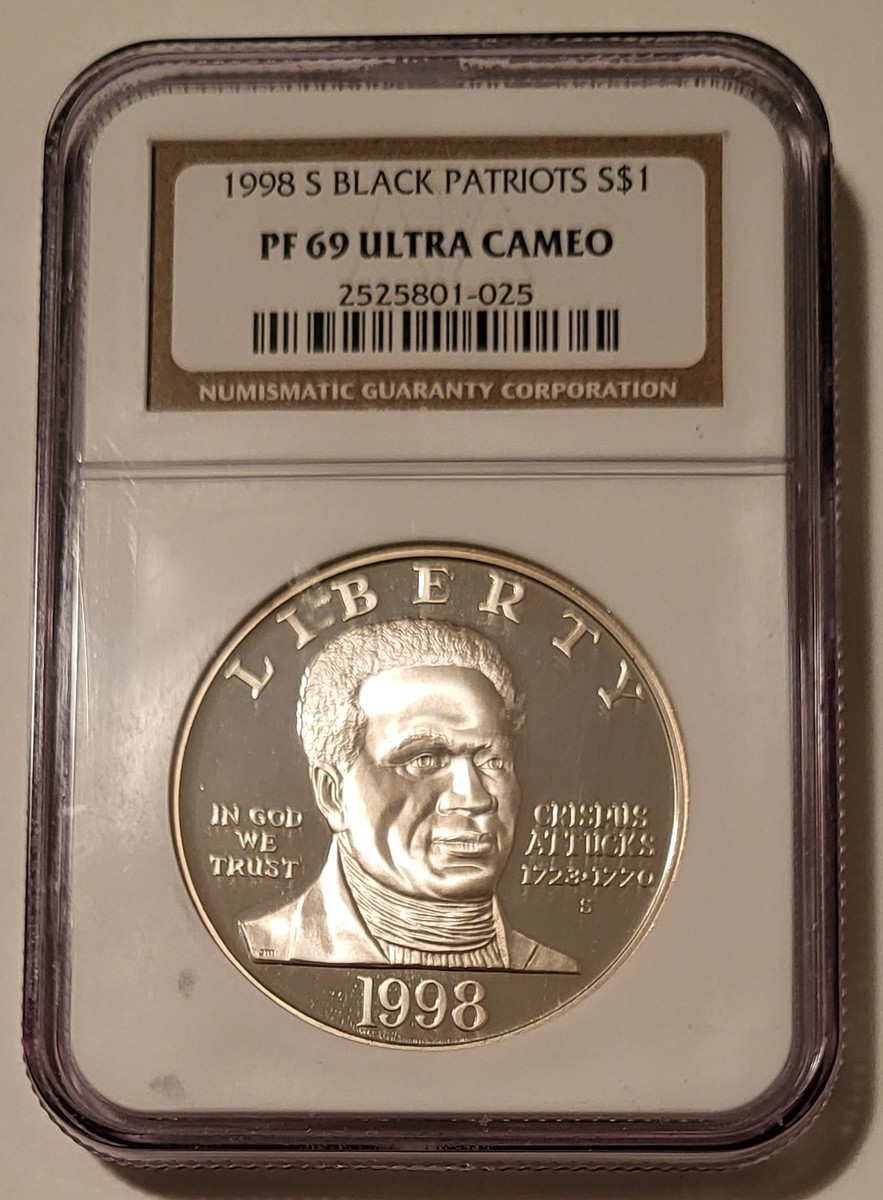 1998 S BLACK PATRIOTS S$1
PF 69 ULTRA CAMEO
2525801-025
NUMISMATIC GUARANTY CORPORATION
LIBERTY
IN GOD
WE
TRUST
CRISPUS
ATTUCKS
1723•1770
S
1998